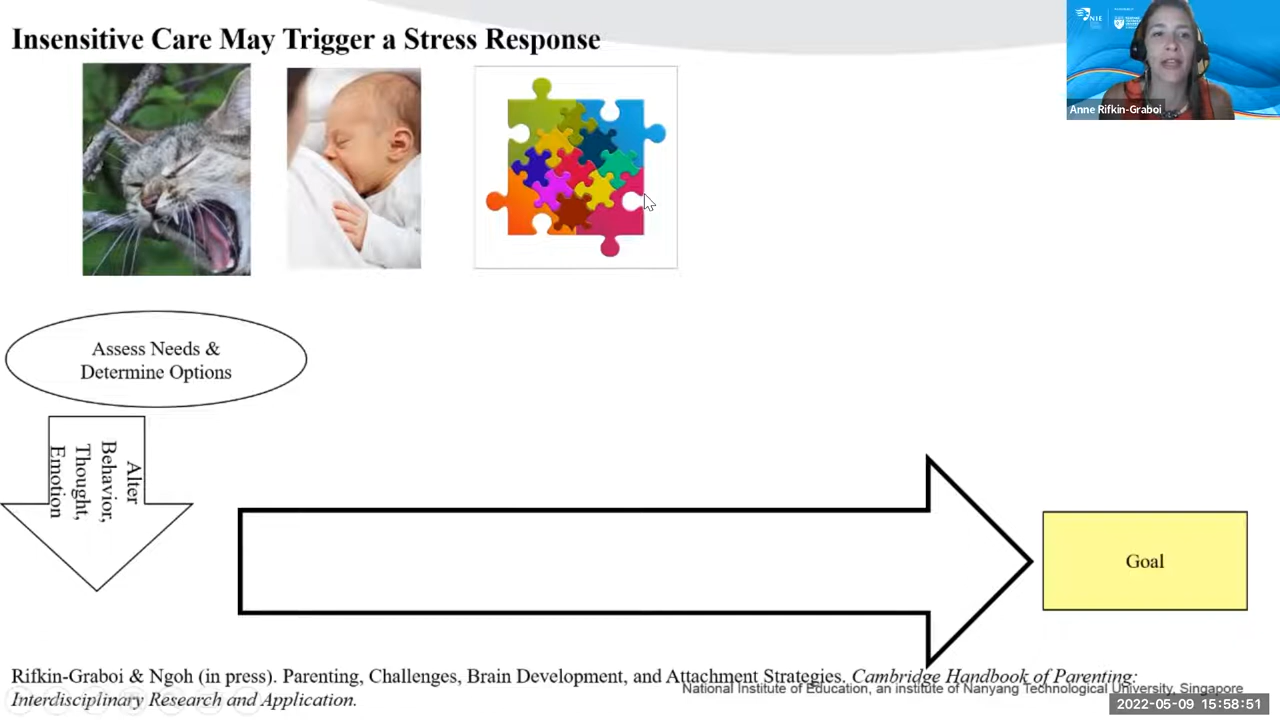 Insensitive Care May Trigger a Stress Response
NIE
Anne Rifkin-Graboi
Assess Needs &
Determine Options
Alter
Behavior,
Thought,
Emotion
Goal
Rifkin-Graboi & Ngoh (in press). Parenting, Challenges, Brain Development, and Attachment Strategies. Cambridge Handbook of Parenting:
Interdisciplinary Research and Application.
National Institute of Education, an institute of Nanyang Technological University, Singapore
2022-05-09 15:58:51